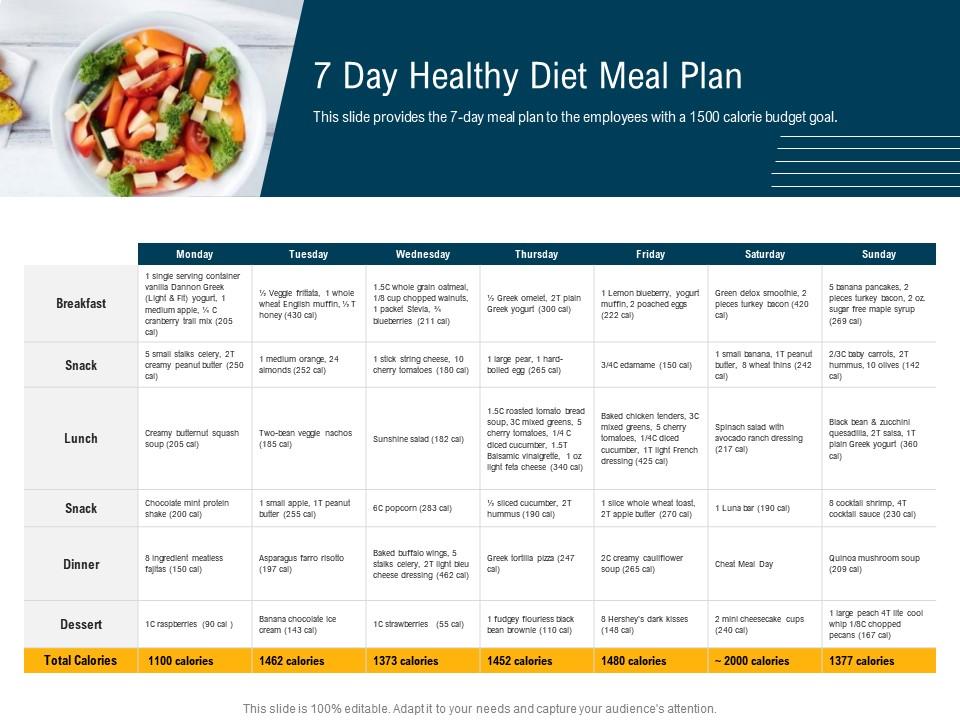 7 Day Healthy Diet Meal Plan
This slide provides the 7-day meal plan to the employees with a 1500 calorie budget goal.
Monday Tuesday Wednesday Thursday Friday Saturday Sunday
Breakfast
1 single serving container
vanilla Dannon Greek
(Light & Fit) yogurt, 1
medium apple, ¼ C
cranberry trail mix (205
cal)
½ Veggie frittata, 1 whole
wheat English muffin, ½ T
honey (430 cal)
1.5C whole grain oatmeal,
1/8 cup chopped walnuts,
1 packet Stevia, ¾
blueberries (211 cal)
½ Greek omelet, 2T plain
Greek yogurt (300 cal)
1 Lemon blueberry, yogurt
muffin, 2 poached eggs
(222 cal)
Green detox smoothie, 2
pieces turkey bacon (420
cal)
5 banana pancakes, 2
pieces turkey bacon, 2 oz.
sugar free maple syrup
(269 cal)
Snack
5 small stalks celery, 2T
creamy peanut butter (250
cal)
1 medium orange, 24
almonds (252 cal)
1 stick string cheese, 10
cherry tomatoes (180 cal)
1 large pear, 1 hard-
boiled egg (265 cal)
3/4C edamame (150 cal)
1 small banana, 1T peanut
butter, 8 wheat thins (242
cal)
2/3C baby carrots, 2T
hummus, 10 olives (142
cal)
Lunch
Creamy butternut squash
soup (205 cal)
Two-bean veggie nachos
(185 cal)
Sunshine salad (182 cal)
1.5C roasted tomato bread
soup, 3C mixed greens, 5
cherry tomatoes, 1/4 C
diced cucumber, 1.5T
Balsamic vinaigrette, 1 oz
light feta cheese (340 cal)
Baked chicken tenders, 3C
mixed greens, 5 cherry
tomatoes, 1/4C diced
cucumber, 1T light French
dressing (425 cal)
Spinach salad with
avocado ranch dressing
(217 cal)
Black bean & zucchini
quesadilla, 2T salsa, 1T
plain Greek yogurt (360
cal)
Snack
Chocolate mint protein
shake (200 cal)
1 small apple, 1T peanut
butter (255 cal)
6C popcorn (283 cal)
½ sliced cucumber, 2T
hummus (190 cal)
1 slice whole wheat toast,
2T apple butter (270 cal)
1 Luna bar (190 cal)
8 cocktail shrimp, 4T
cocktail sauce (230 cal)
Dinner
8 ingredient meatless
fajitas (150 cal)
Asparagus farro risotto
(197 cal)
Baked buffalo wings, 5
stalks celery, 2T light bleu
cheese dressing (462 cal)
Greek tortilla pizza (247
cal)
2C creamy cauliflower
soup (265 cal)
Cheat Meal Day
Quinoa mushroom soup
(209 cal)
Dessert
1C raspberries (90 cal )
Banana chocolate ice
cream (143 cal)
1C strawberries (55 cal)
1 fudgey flourless black
bean brownie (110 cal)
8 Hershey's dark kisses
(148 cal)
2 mini cheesecake cups
(240 cal)
1 large peach 4T lite cool
whip 1/8C chopped
pecans (167 cal)
Total Calories 1100 calories 1462 calories 1373 calories 1452 calories 1480 calories ~ 2000 calories 1377 calories
This slide is 100% editable. Adapt it to your needs and capture your audience's attention.